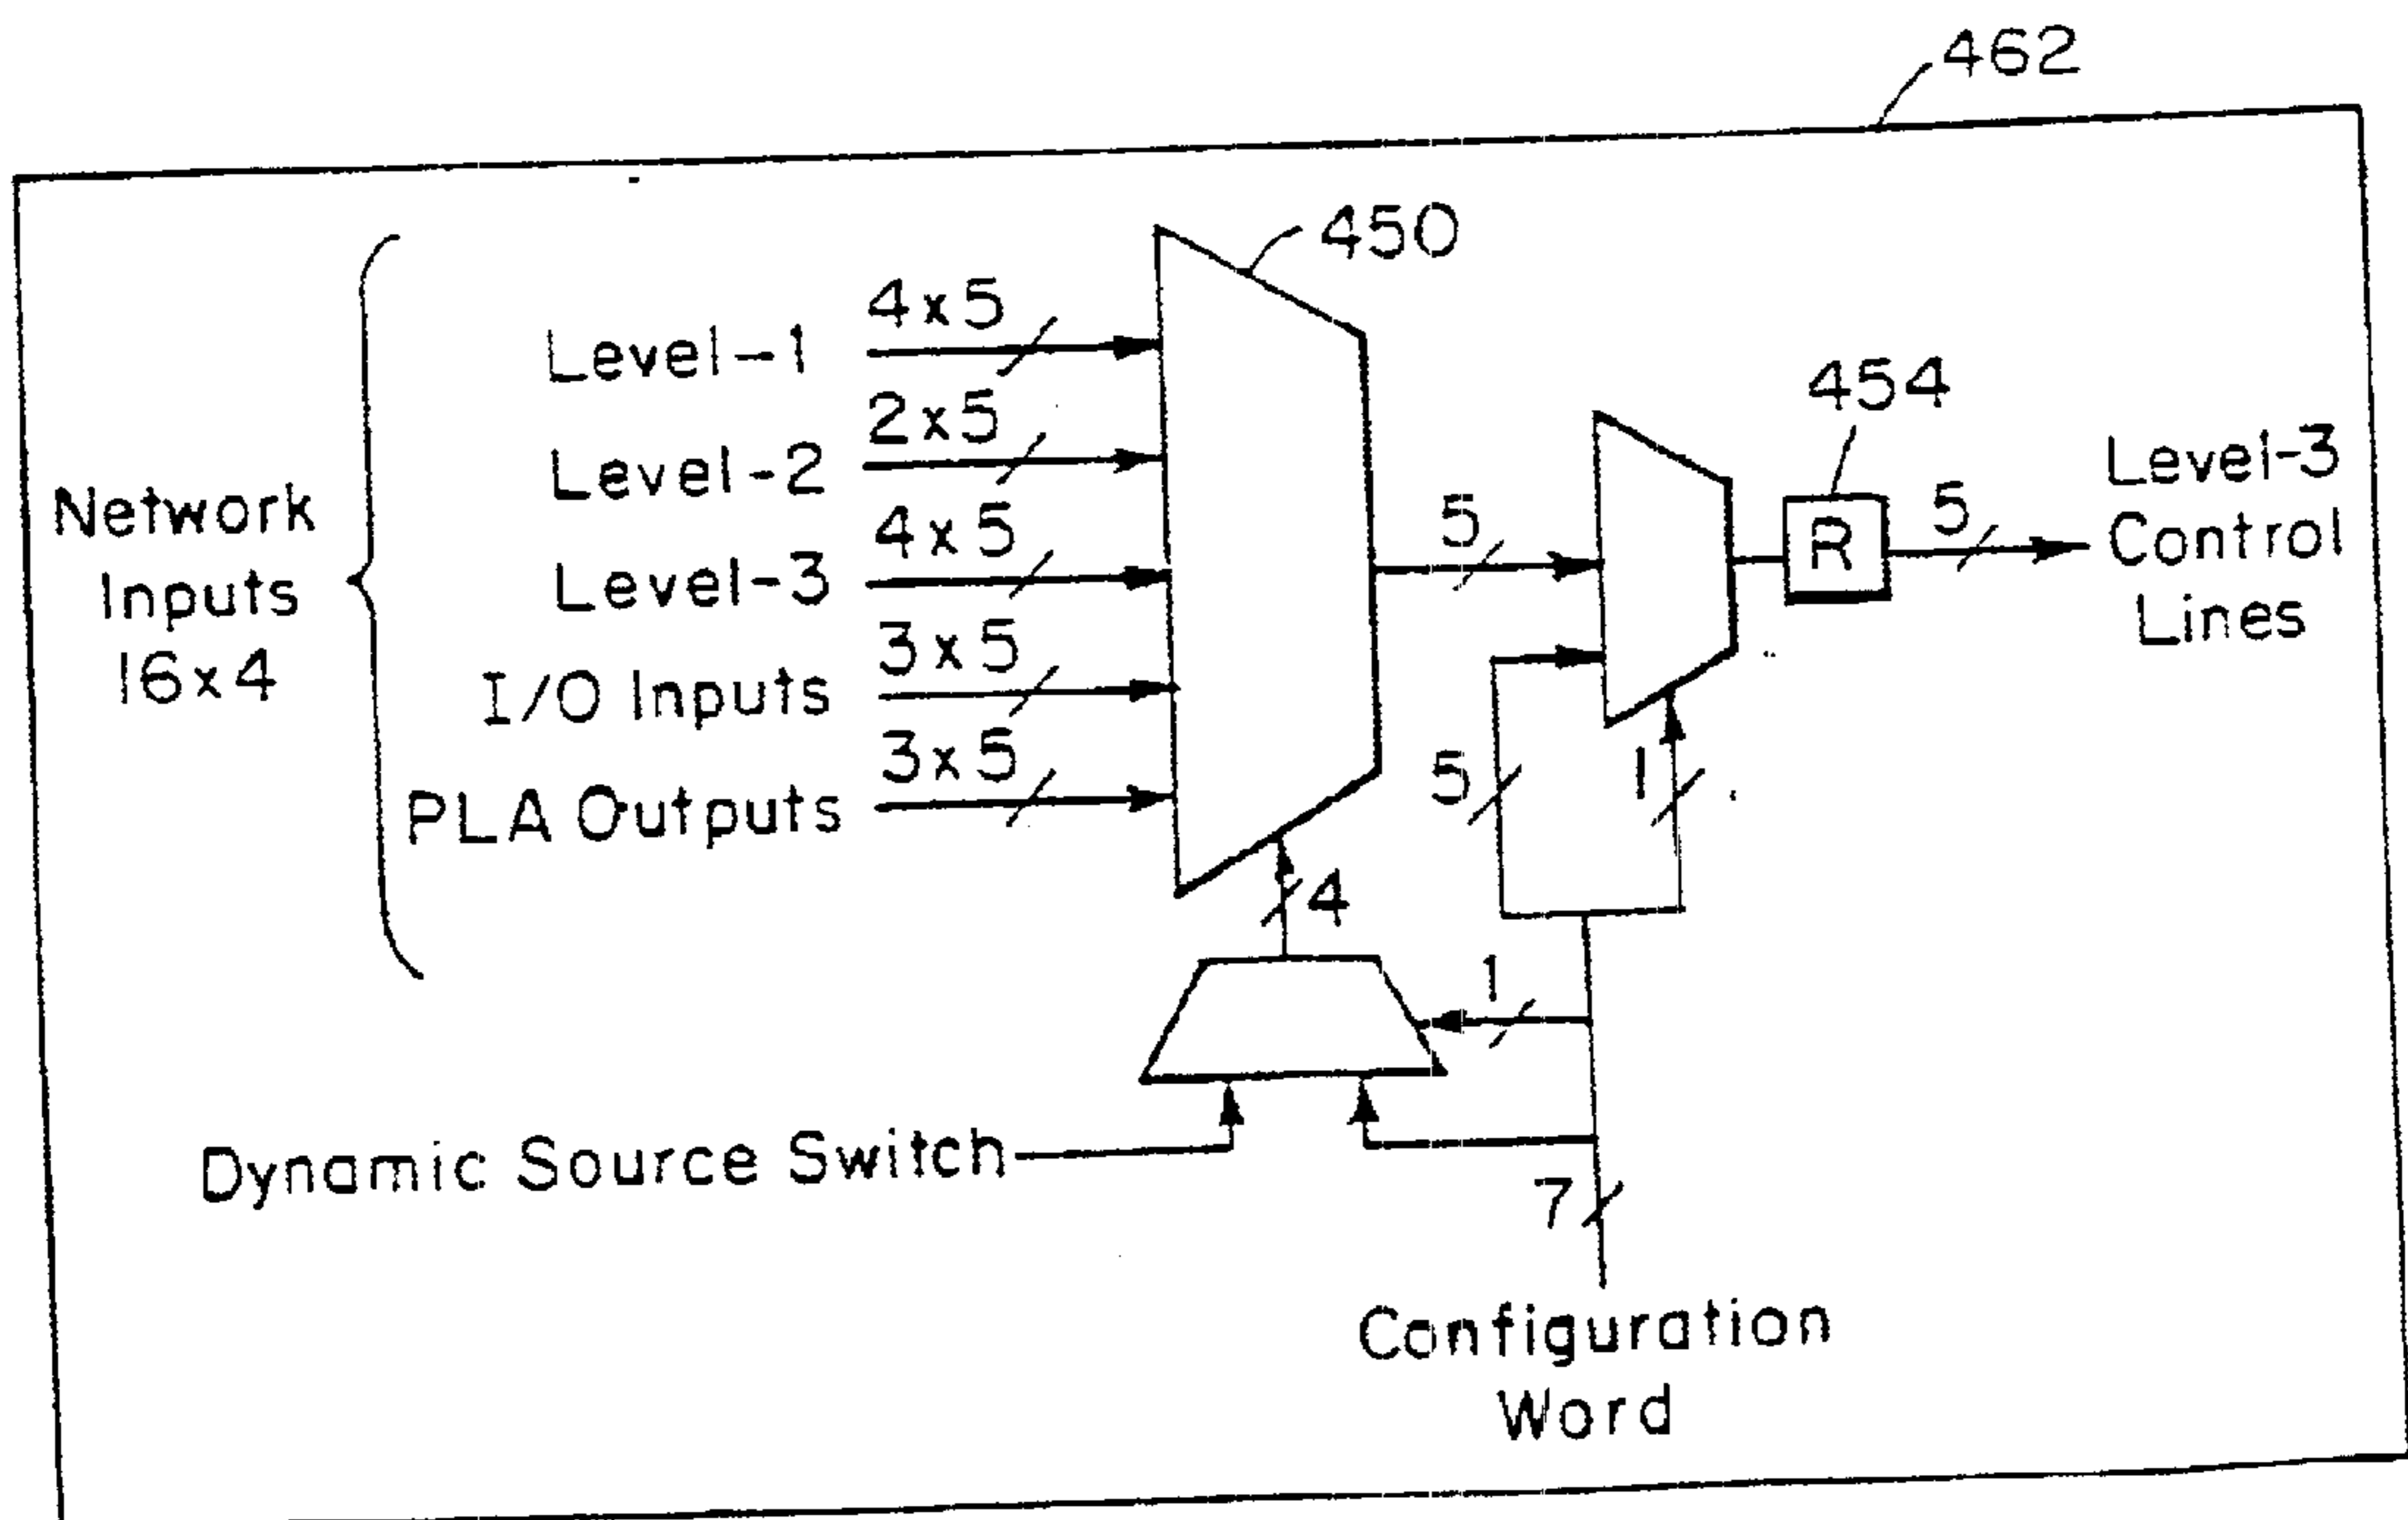 462
450
4x5
Level-1
2x5
Level-2
4x5
Level-3
3x5
I/O Inputs
3x5
PLA Outputs
Network
Inputs
16x4
454
5
R
5
Level-3
Control
Lines
5
1
4
1
Dynamic Source Switch
7
Configuration
Word